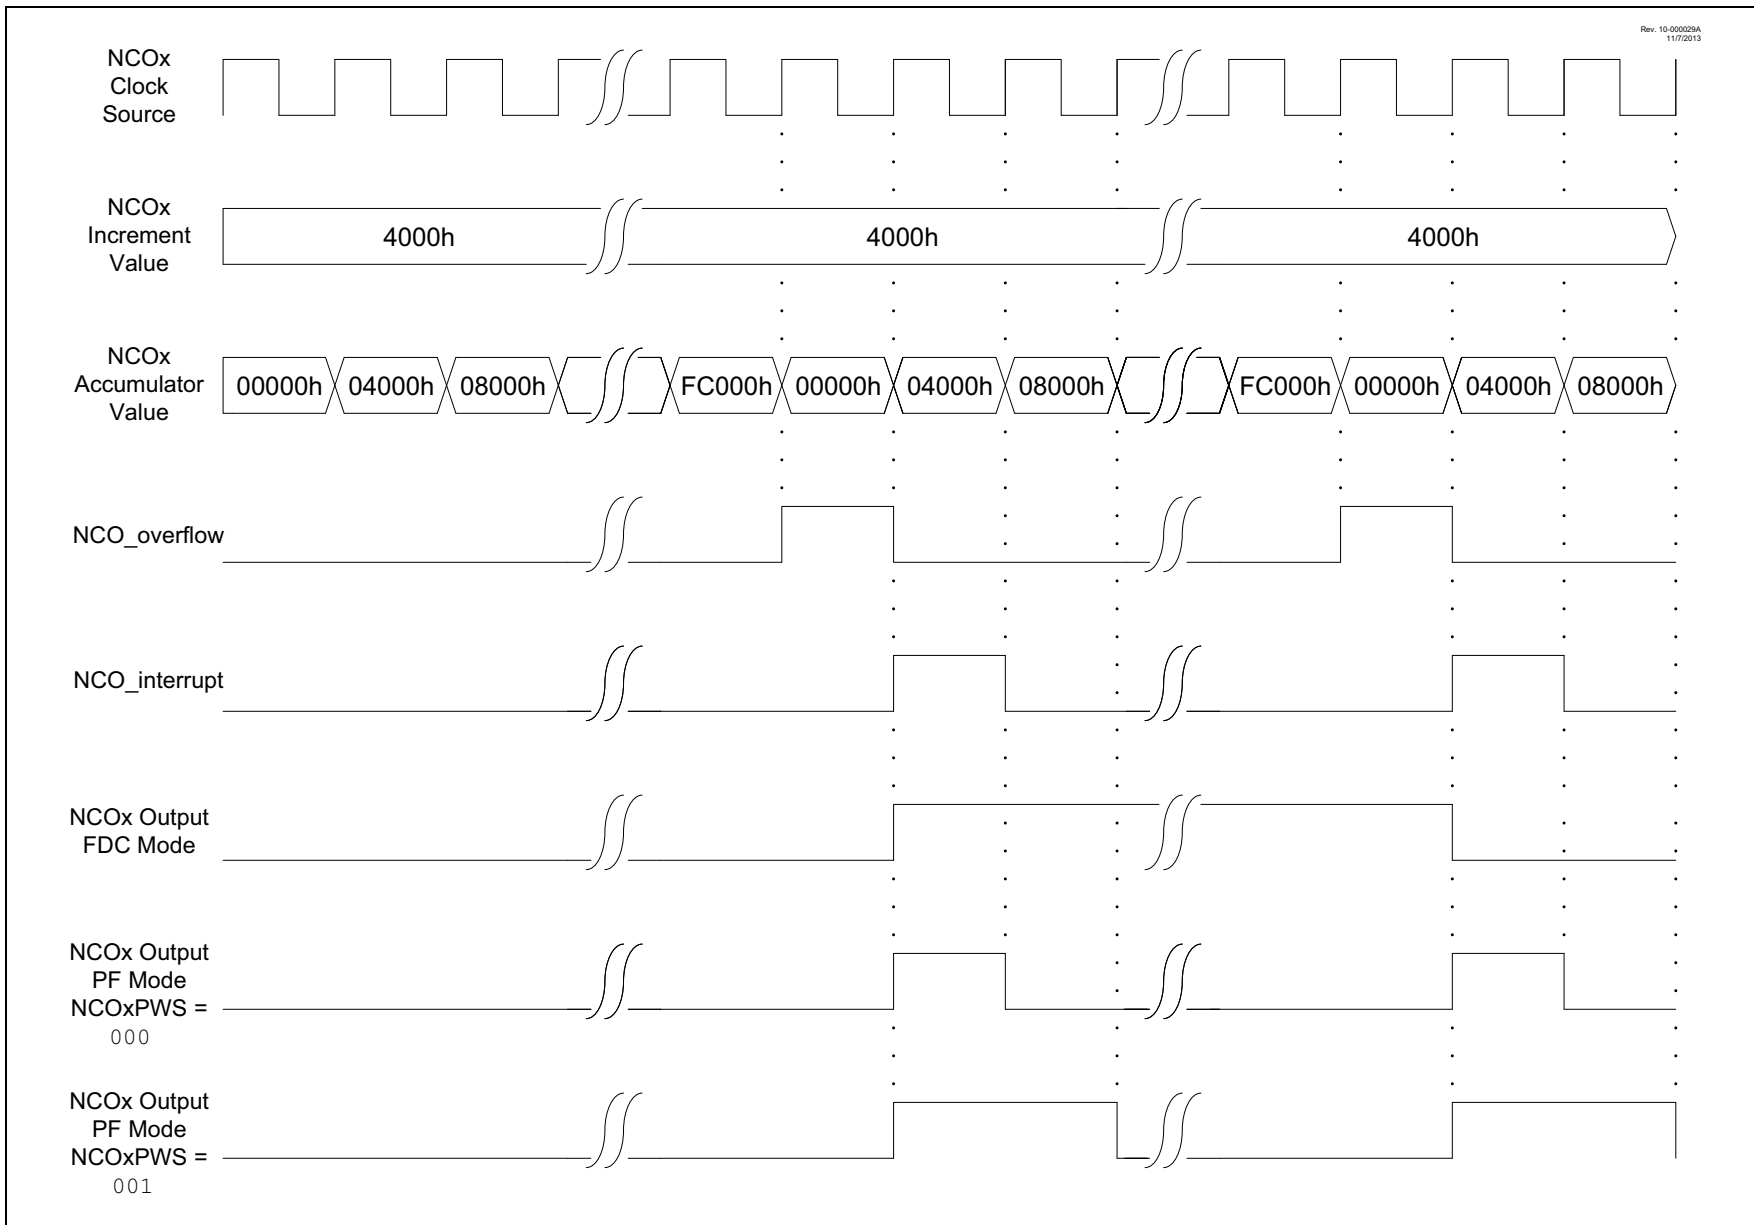 Rev. 10-000029A
11/7/2013
NCOx
Clock
Source
NCOx
Increment
Value
4000h
4000h
4000h
NCOx
Accumulator
Value
00000h
04000h
08000h
FC000h
00000h
04000h
08000h
FC000h
00000h
04000h
08000h
NCO_overflow
NCO_interrupt
NCOx Output
FDC Mode
NCOx Output
PF Mode
NCOxPWS =
000
NCOx Output
PF Mode
NCOxPWS =
001